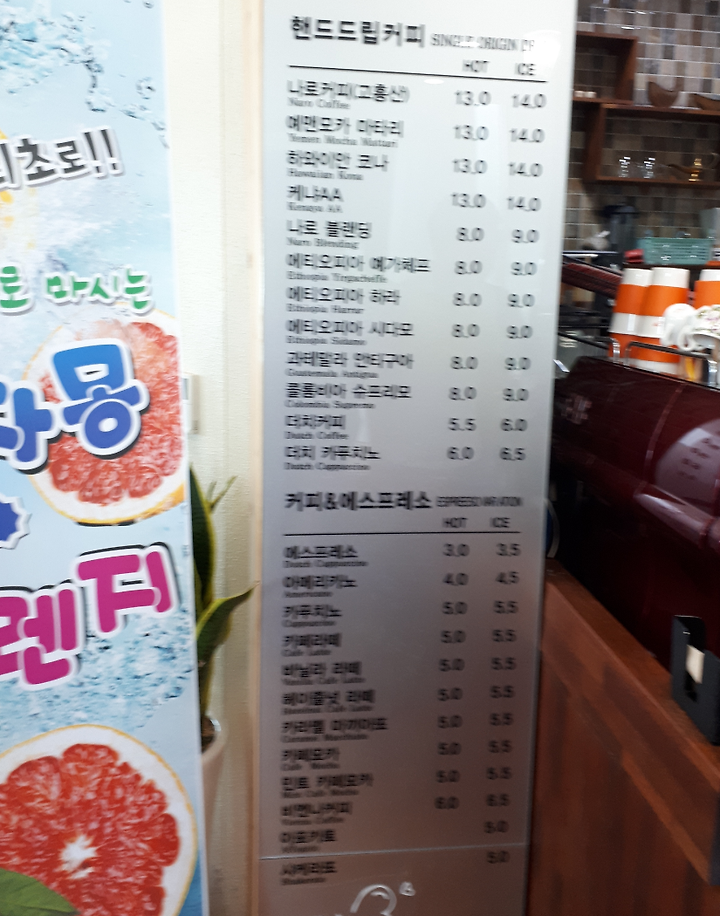 초로!!
로 마시는
자몽
렌지
핸드드립커피 SINGLE ORIGIN
HOT ICE
나로커피(고흥산) 13.0 14.0
Naro Coffee
예맨모카 마타리 13.0 14.0
Yemen Mocha Mattari
하와이안 코나 13.0 14.0
Hawaiian Kona
케냐AA 13.0 14.0
Kenaya AA
나로 블랜딩 8.0 9.0
Naro Blending
에티오피아 예가체프 8.0 9.0
Ethiopia Yirgacheffe
에티오피아 하라 8.0 9.0
Ethiopia Harrar
에티오피아 시다모 8.0 9.0
Ethiopia Sidamo
과테말라 안티구아 8.0 9.0
Guatemala Antigua
콜롬비아 슈프리모 8.0 9.0
Colombia Supremo
더치커피 5.5 6.0
Dutch Coffee
더치 카푸치노 6.0 6.5
Dutch Cappuccino
커피&에스프레소 ESPRESSO VARIATION
HOT ICE
에스프레소 3.0 3.5
Dutch Cappuccino
아메리카노 4.0 4.5
Americano
카푸치노 5.0 5.5
카페라떼 5.0 5.5
바닐라 라떼 5.0 5.5
헤이즐넛 라떼 5.0 5.5
카라멜 마끼아또 5.0 5.5
카페모카 5.0 5.5
민트 카페모카 5.0 5.5
비엔나커피 6.0 6.5
아포카토 5.0
샤케라또 5.0